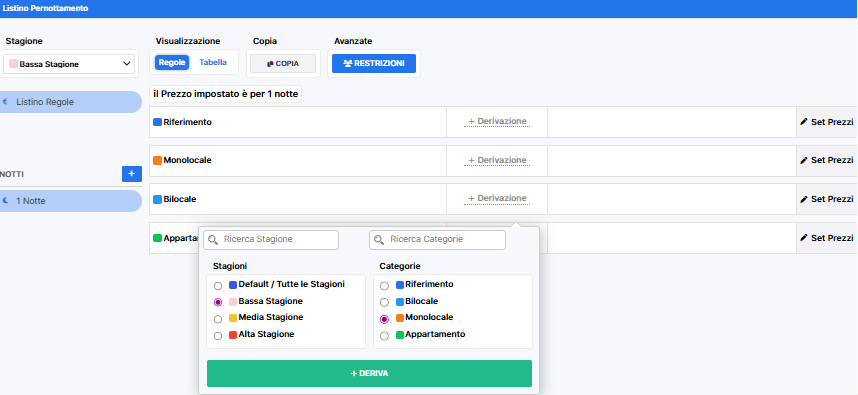 Listino Pernottamento
Stagione
Visualizzazione
Copia
Avanzate
Bassa Stagione
Regole
Tabella
COPIA
RESTRIZIONI
il Prezzo impostato è per 1 notte
€ Listino Regole
Riferimento
+ Derivazione
Set Prezzi
Monolocale
+ Derivazione
Set Prezzi
NOTTI
+
1 Notte
Bilocale
+ Derivazione
Set Prezzi
Appar
Set Prezzi
Ricerca Stagione
Ricerca Categorie
Stagioni
Categorie
Default / Tutte le Stagioni
Riferimento
Bassa Stagione
Bilocale
Media Stagione
Monolocale
Alta Stagione
Appartamento
+ DERIVA